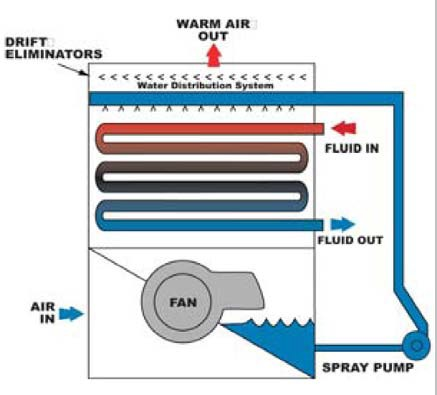 WARM AIR
OUT
DRIFT
ELIMINATORS
Water Distribution System
FLUID IN
FLUID OUT
AIR
IN
FAN
SPRAY PUMP